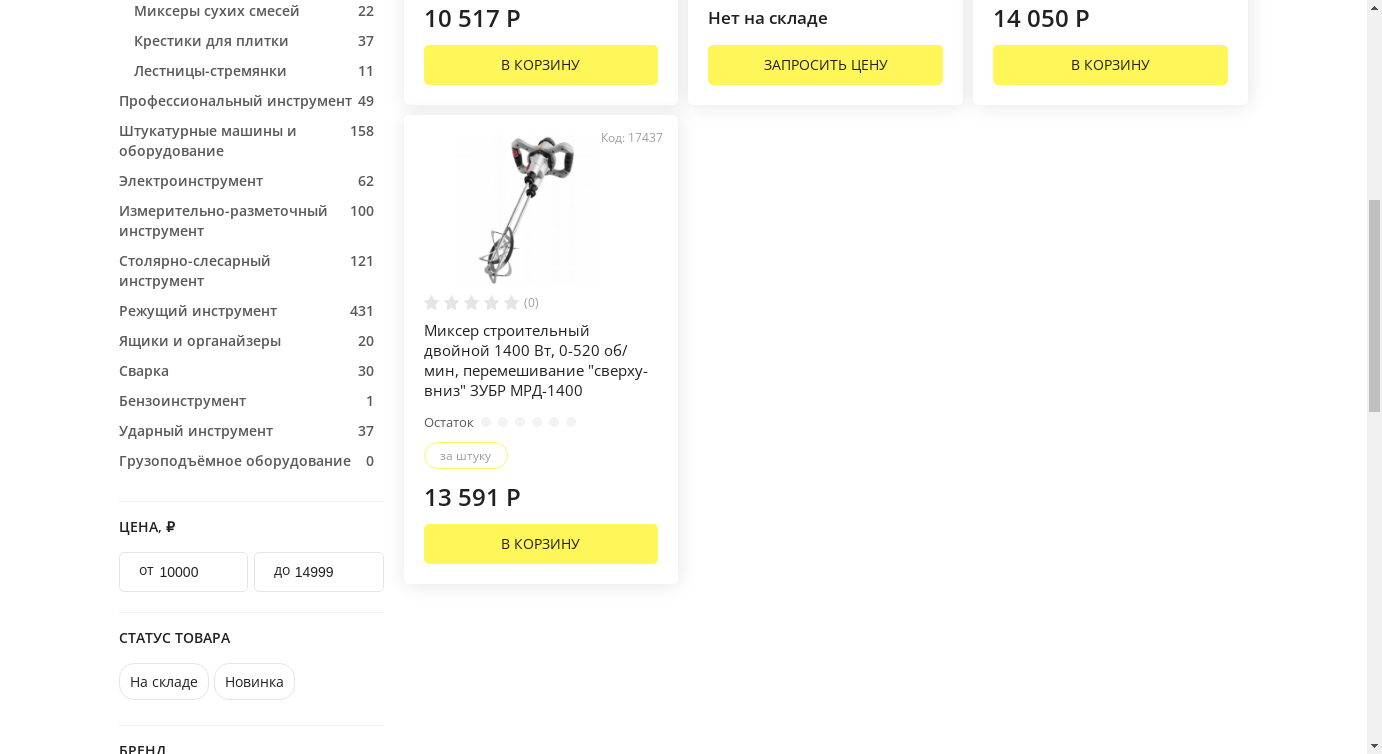 Миксеры сухих смесей 22
Крестики для плитки 37
Лестницы-стремянки 11
Профессиональный инструмент 49
Штукатурные машины и 158
оборудование
Электроинструмент 62
Измерительно-разметочный 100
инструмент
Столярно-слесарный 121
инструмент
Режущий инструмент 431
Ящики и органайзеры 20
Сварка 30
Бензоинструмент 1
Ударный инструмент 37
Грузоподъёмное оборудование 0
ЦЕНА, ₽
от 10000
до 14999
СТАТУС ТОВАРА
На складе
Новинка
БРЕНД
10 517 Р
В КОРЗИНУ
Нет на складе
ЗАПРОСИТЬ ЦЕНУ
14 050 Р
В КОРЗИНУ
Код: 17437
(0)
Миксер строительный
двойной 1400 Вт, 0-520 об/
мин, перемешивание "сверху-
вниз" ЗУБР МРД-1400
Остаток
за штуку
13 591 Р
В КОРЗИНУ